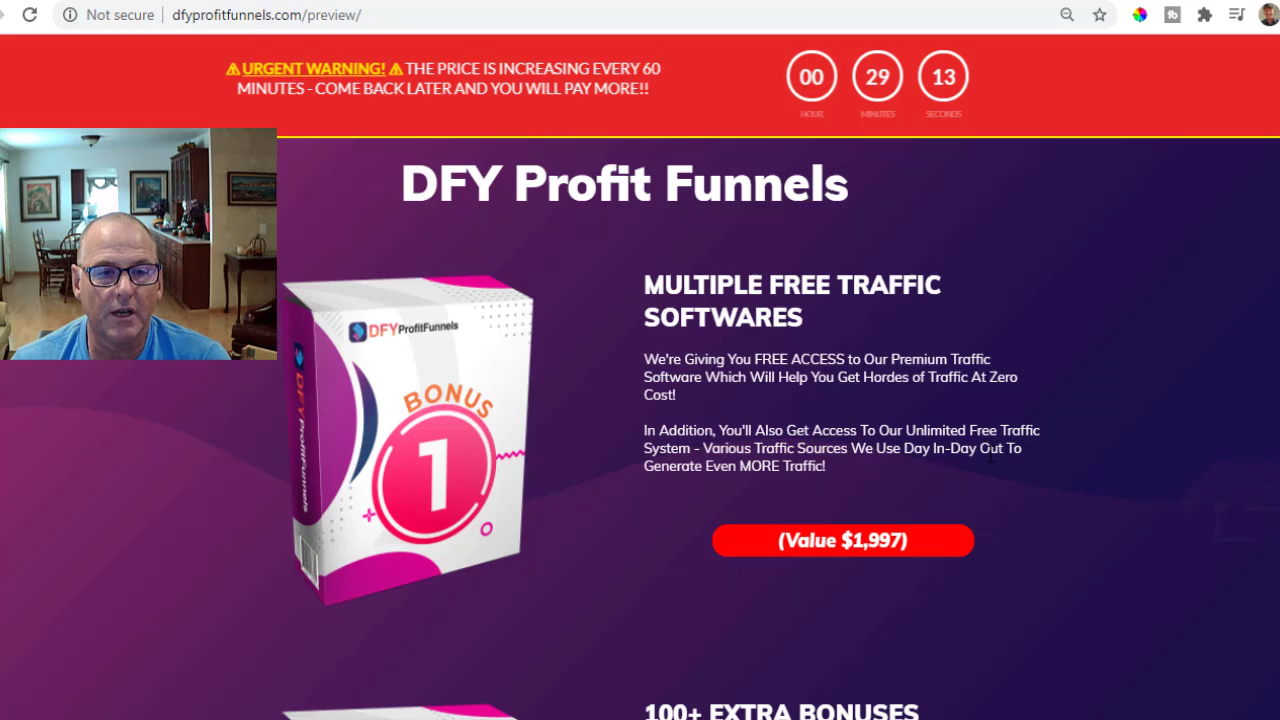 Not secure
dfyprofitfunnels.com/preview/
⚠URGENT WARNING! ⚠ THE PRICE IS INCREASING EVERY 60
MINUTES - COME BACK LATER AND YOU WILL PAY MORE!!
00
29
13
HOUR
MINUTES
SECONDS
DFY Profit Funnels
DFYProfitFunnels
DFYProfitFunnels
BONUS
1
MULTIPLE FREE TRAFFIC
SOFTWARES
We're Giving You FREE ACCESS to Our Premium Traffic
Software Which Will Help You Get Hordes of Traffic At Zero
Cost!
In Addition, You'll Also Get Access To Our Unlimited Free Traffic
System - Various Traffic Sources We Use Day In-Day Out To
Generate Even MORE Traffic!
(Value $1,997)
100+ EXTRA BONUSES